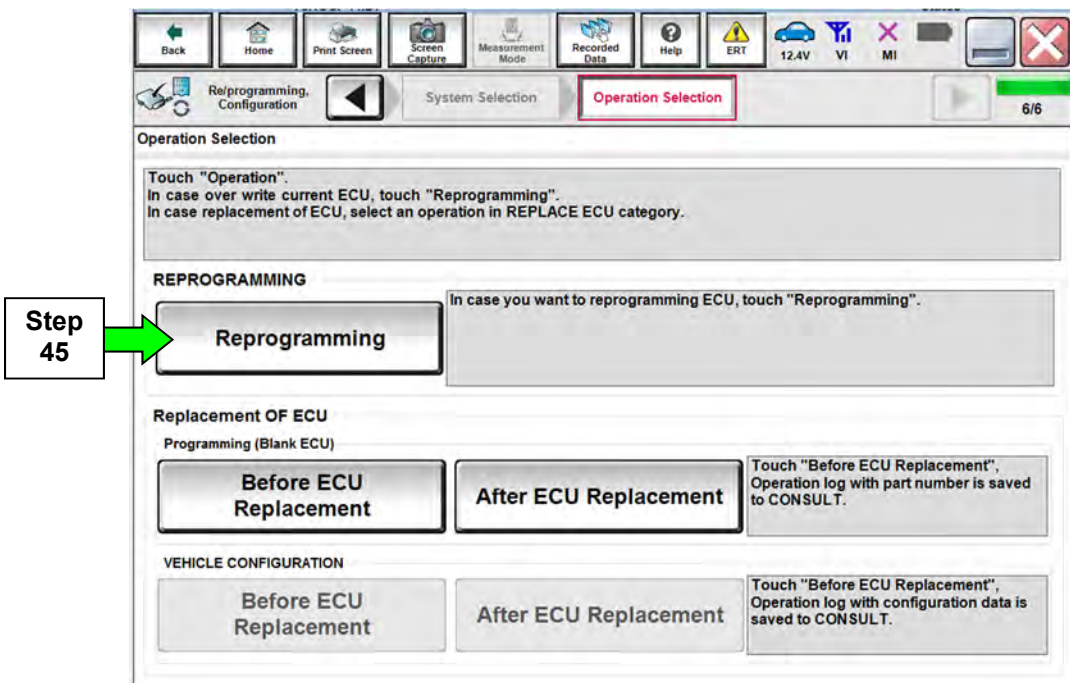 Back
Home
Print Screen
Screen
Capture
Measurement
Mode
Recorded
Data
Help
ERT
12.4V
VI
MI
Re/programming,
Configuration
System Selection
Operation Selection
6/6
Operation Selection
Touch "Operation".
In case over write current ECU, touch "Reprogramming".
In case replacement of ECU, select an operation in REPLACE ECU category.
REPROGRAMMING
Step
45
Reprogramming
In case you want to reprogramming ECU, touch "Reprogramming".
Replacement OF ECU
Programming (Blank ECU)
Before ECU
Replacement
After ECU Replacement
Touch "Before ECU Replacement",
Operation log with part number is saved
to CONSULT.
VEHICLE CONFIGURATION
Before ECU
Replacement
After ECU Replacement
Touch "Before ECU Replacement",
Operation log with configuration data is
saved to CONSULT.